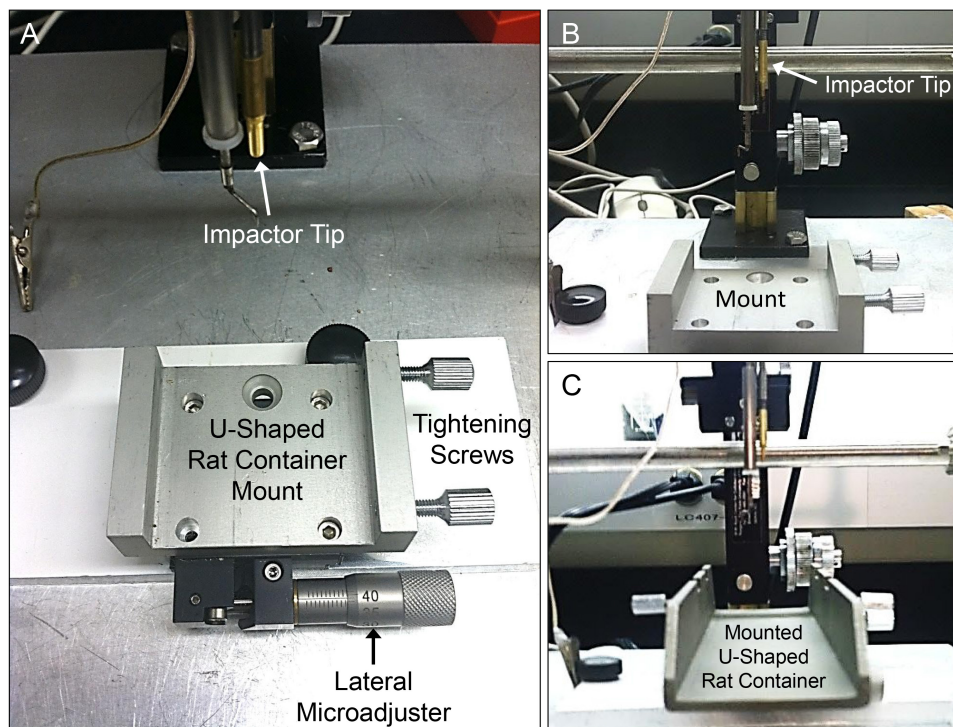 A
Impactor Tip
U-Shaped
Rat Container
Mount
Tightening
Screws
40
Lateral
Microadjuster
B
Impactor Tip
Mount
C
LC407-
Mounted
U-Shaped
Rat Container